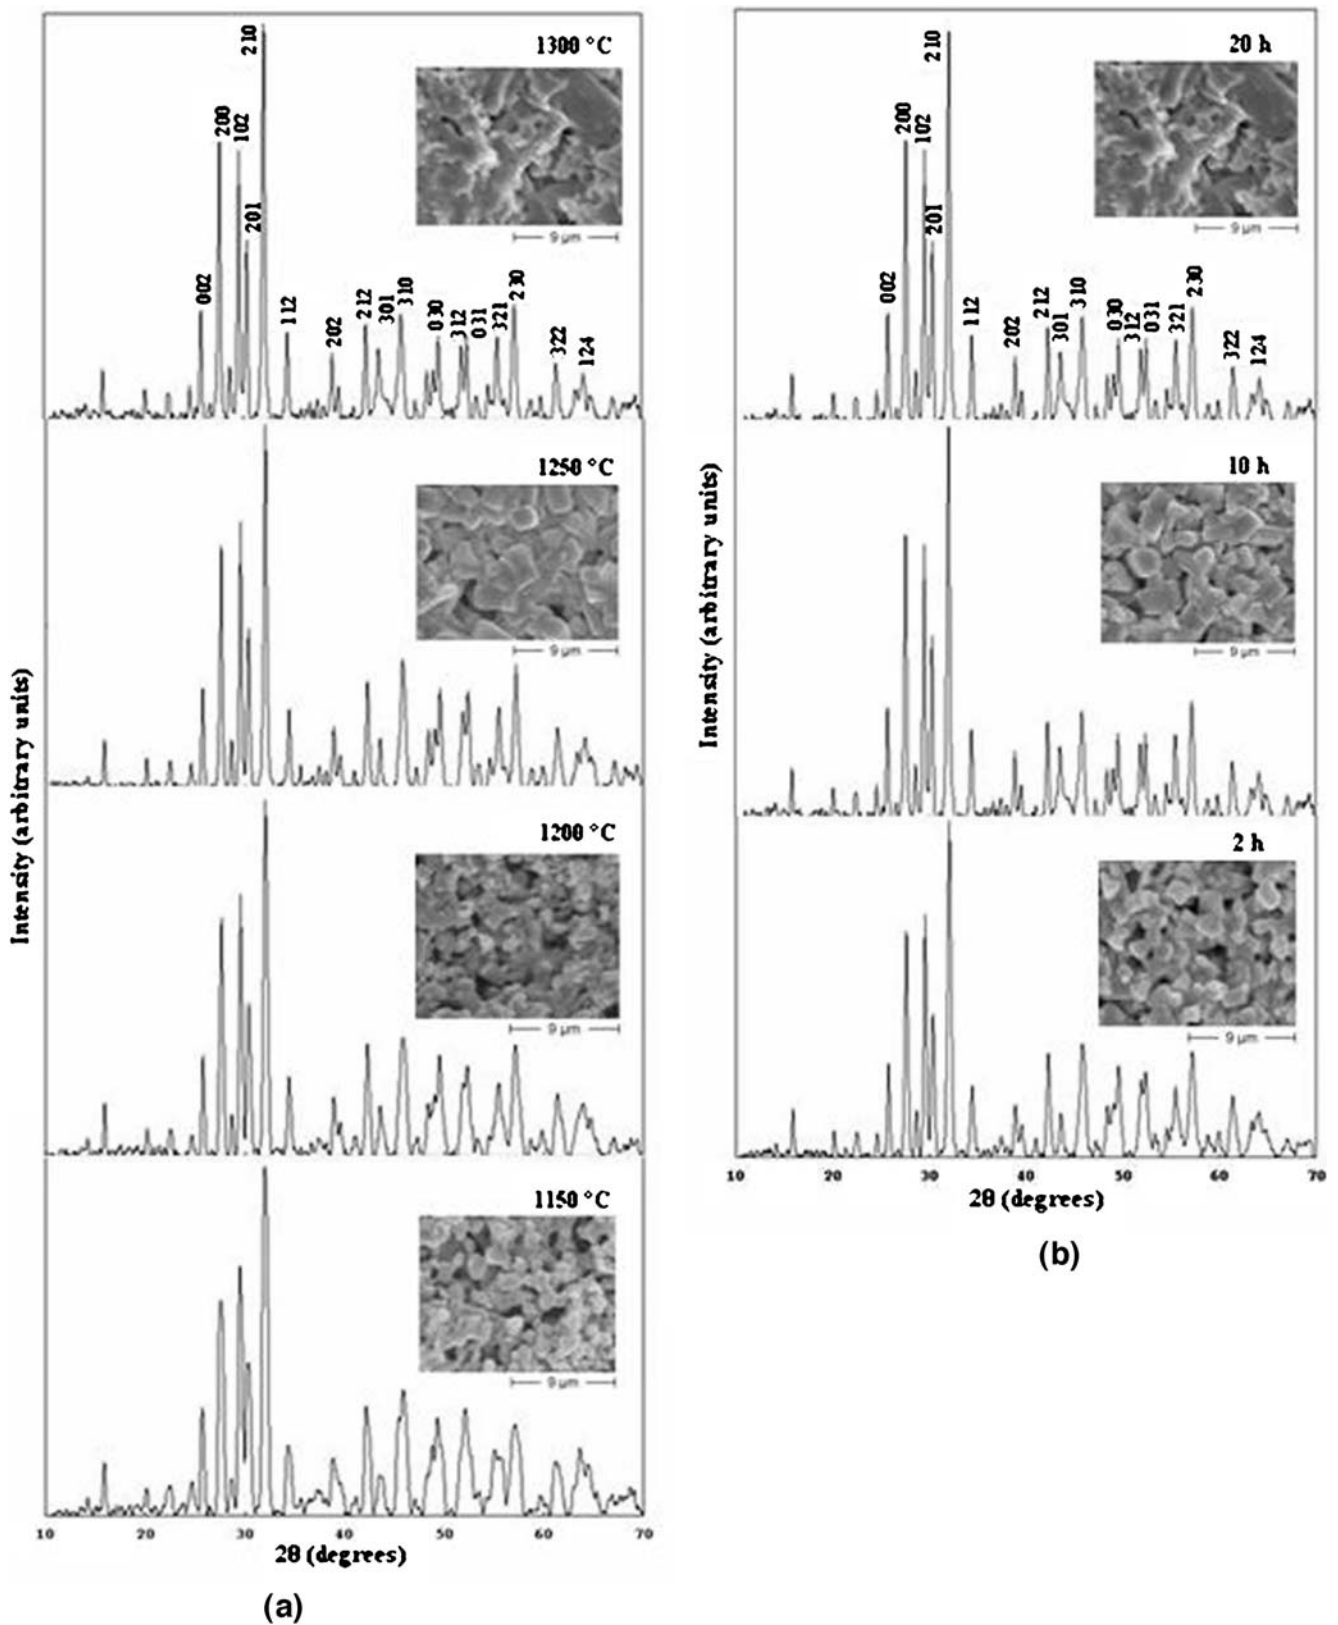 1300 °C
210
200
102
201
002
112
202
212
301
310
030
312
031
321
230
322
124
9 µm
1250 °C
9 µm
1200 °C
9 µm
1150 °C
9 µm
Intensity (arbitrary units)
10 20 30 40 50 60 70
2θ (degrees)
(a)
20 h
210
200
102
201
002
112
202
212
301
310
030
312
031
321
230
322
124
9 µm
10 h
9 µm
2 h
9 µm
Intensity (arbitrary units)
10 20 30 40 50 60 70
2θ (degrees)
(b)